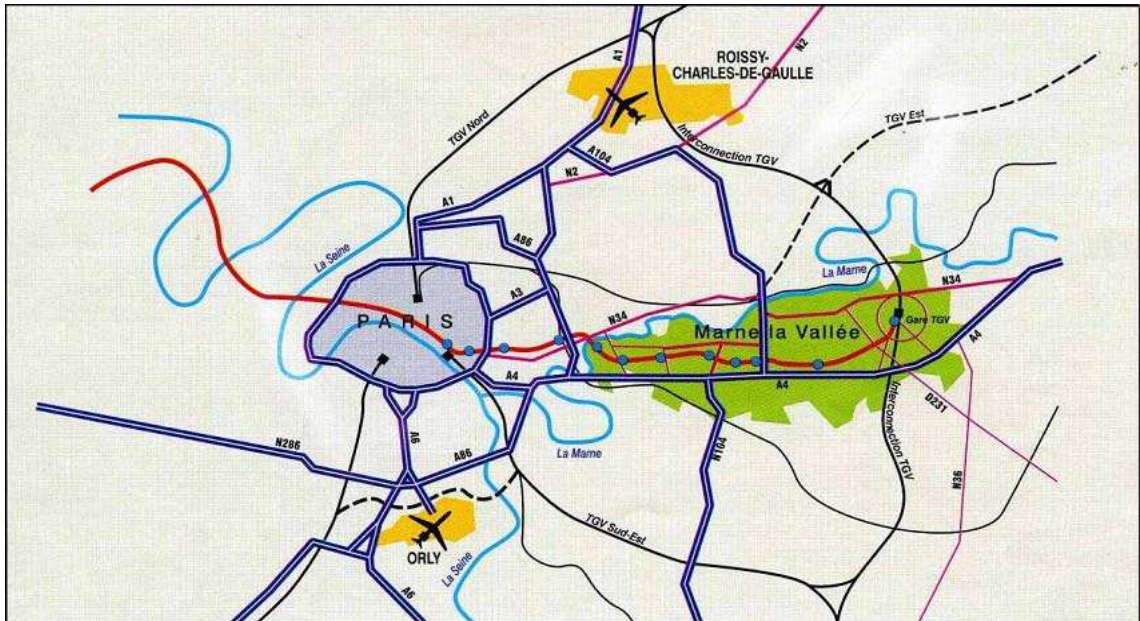 A1
N2
ROISSY-
CHARLES-DE-GAULLE
TGV Nord
TGV Est
Interconnection TGV
A104
N2
A1
A86
La Seine
La Marne
A3
N34
N34
PARIS
Marne la Vallée
Gare TGV
A4
A4
A4
D231
Interconnection TGV
A6
N286
A86
La Marne
N104
N36
TGV Sud-Est
ORLY
La Seine
A6